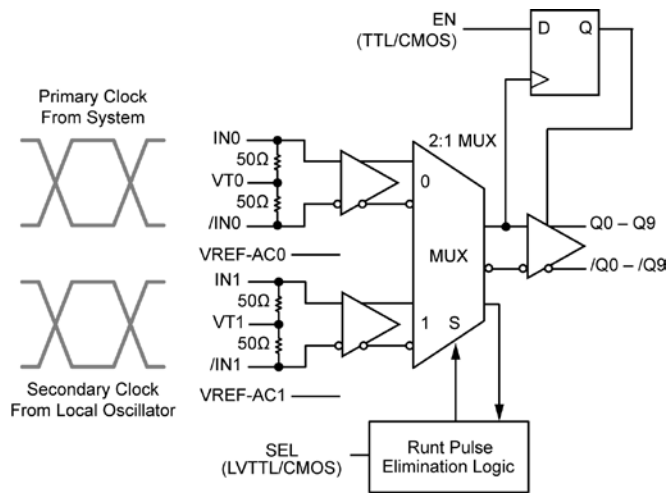 EN
(TTL/CMOS)
D
Q
Primary Clock
From System
IN0
50Ω
VT0
50Ω
/IN0
VREF-AC0
2:1 MUX
0
MUX
Q0 – Q9
/Q0 – /Q9
IN1
50Ω
VT1
50Ω
/IN1
1
S
VREF-AC1
Secondary Clock
From Local Oscillator
SEL
(LVTTL/CMOS)
Runt Pulse
Elimination Logic